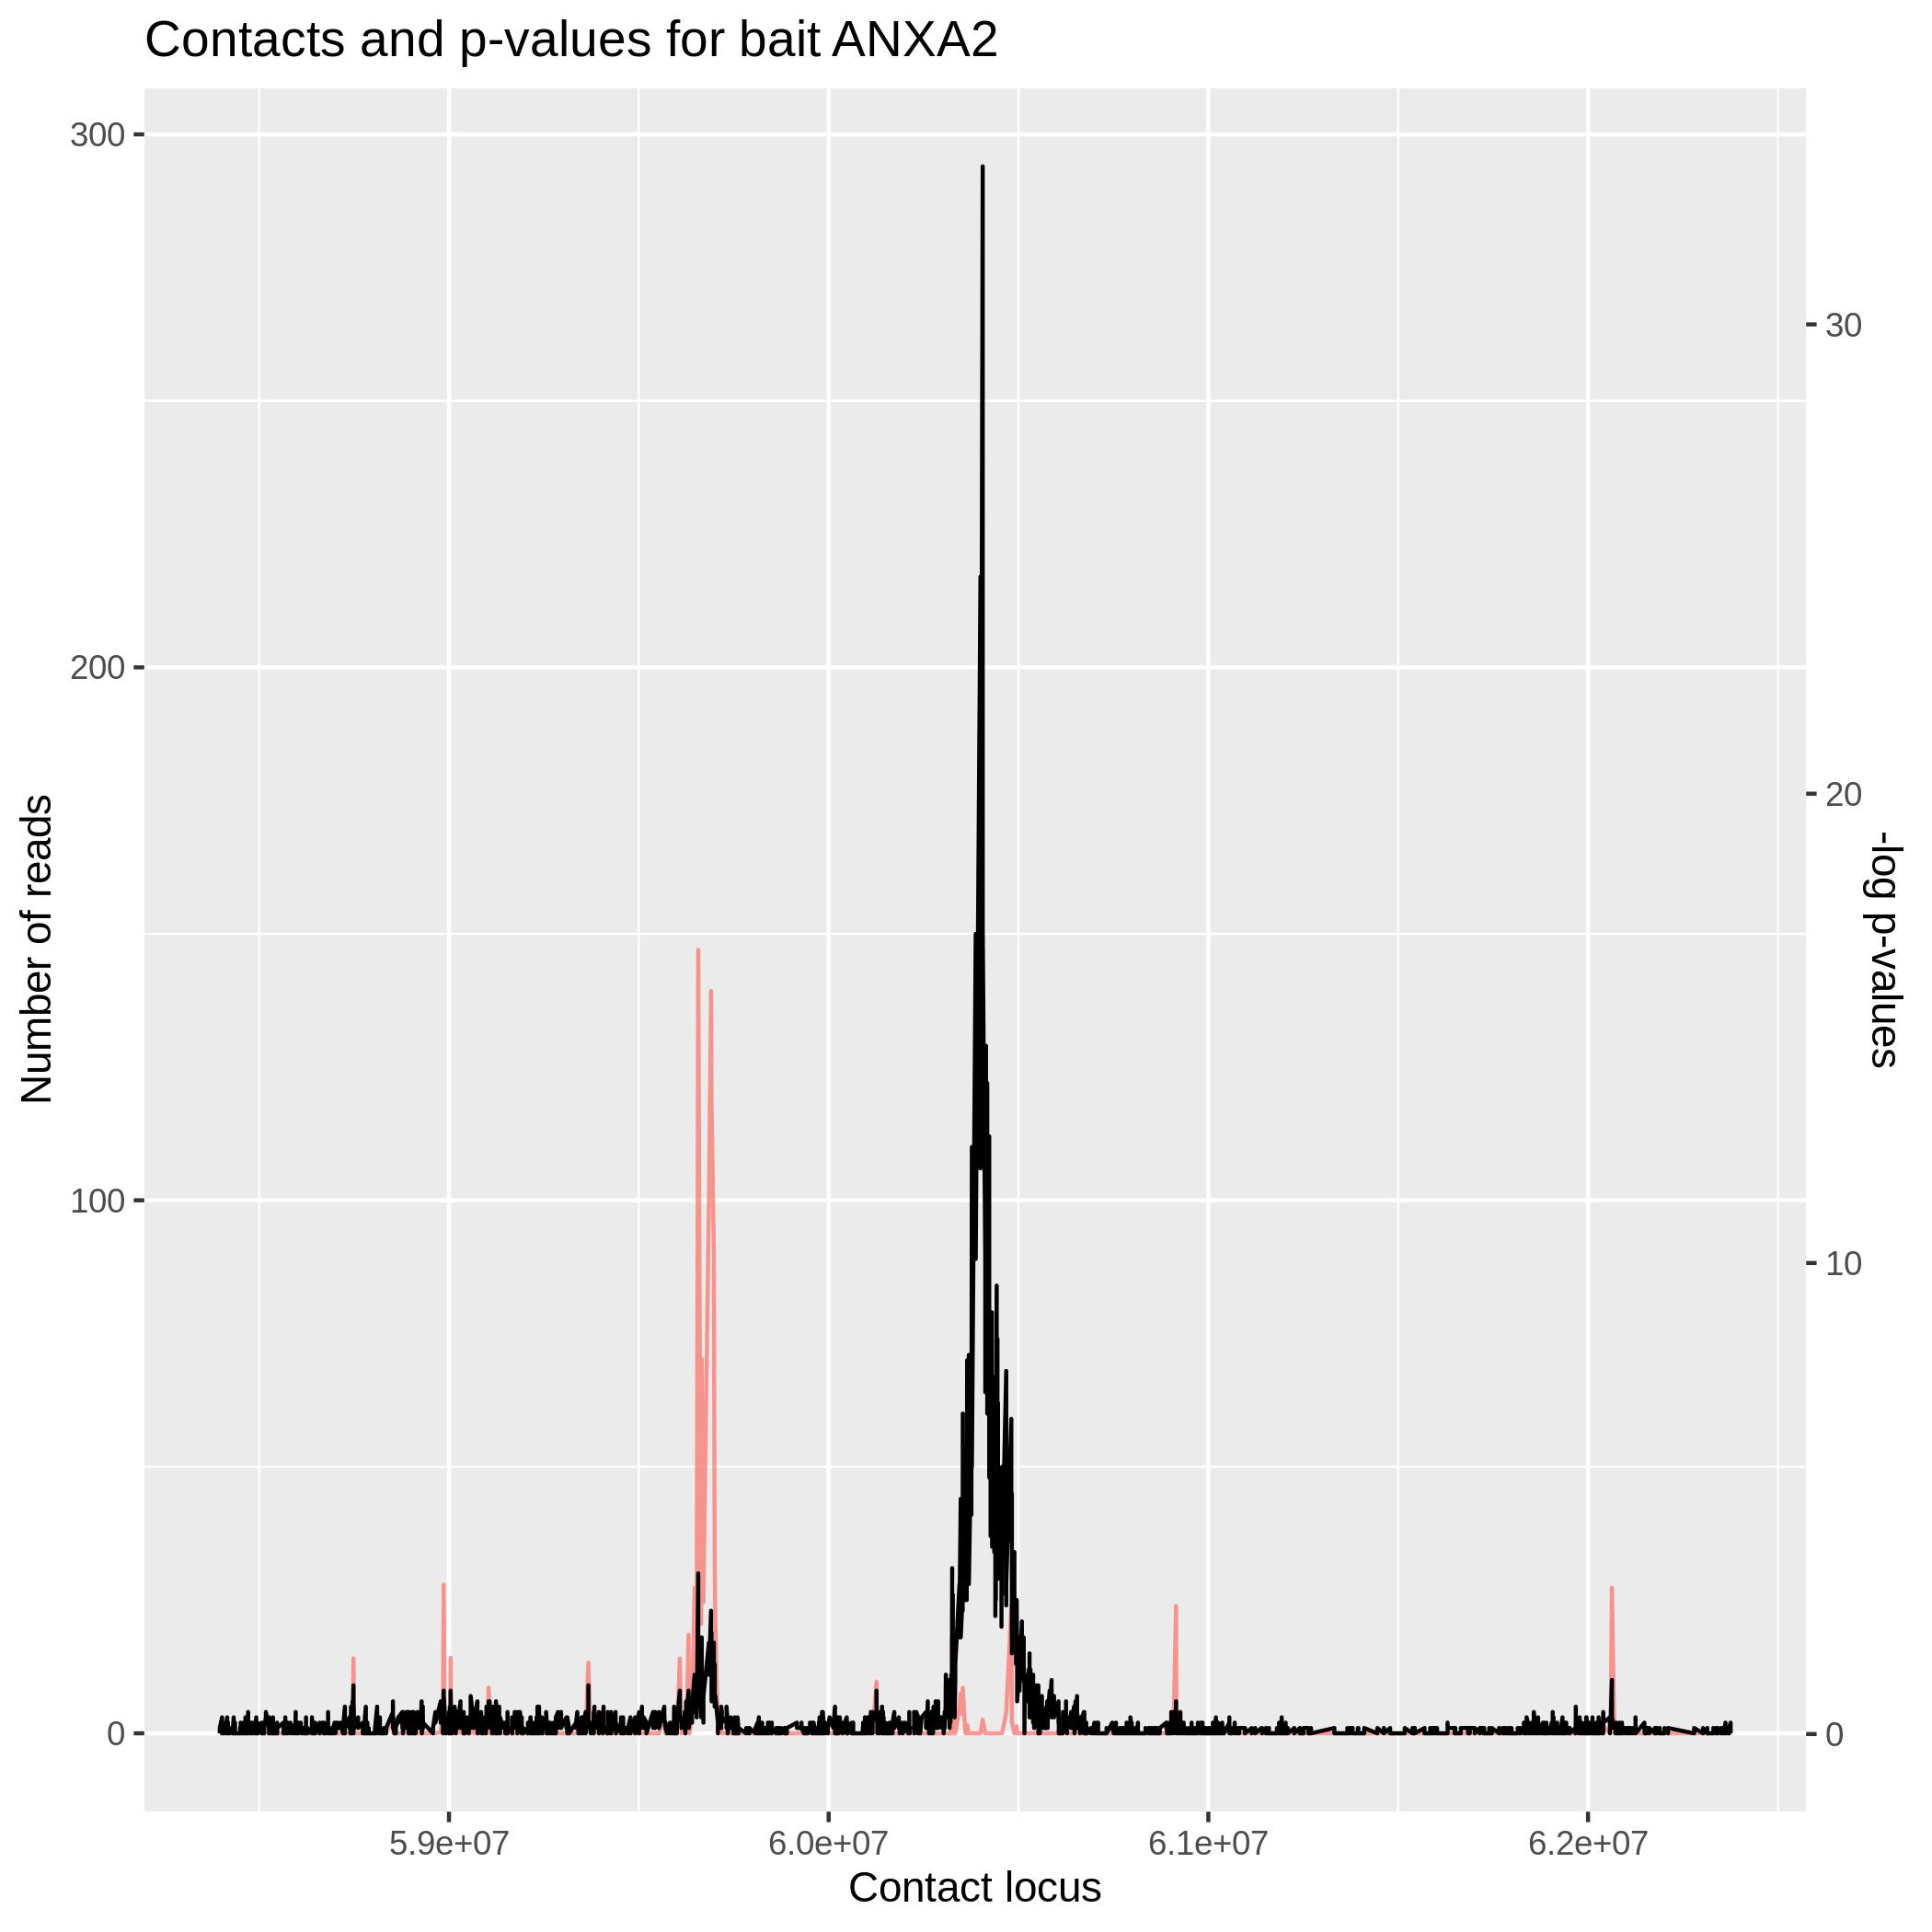 Contacts and p-values for bait ANXA2
300
200
100
0
30
20
10
0
Number of reads
-log p-values
5.9e+07
6.0e+07
6.1e+07
6.2e+07
Contact locus